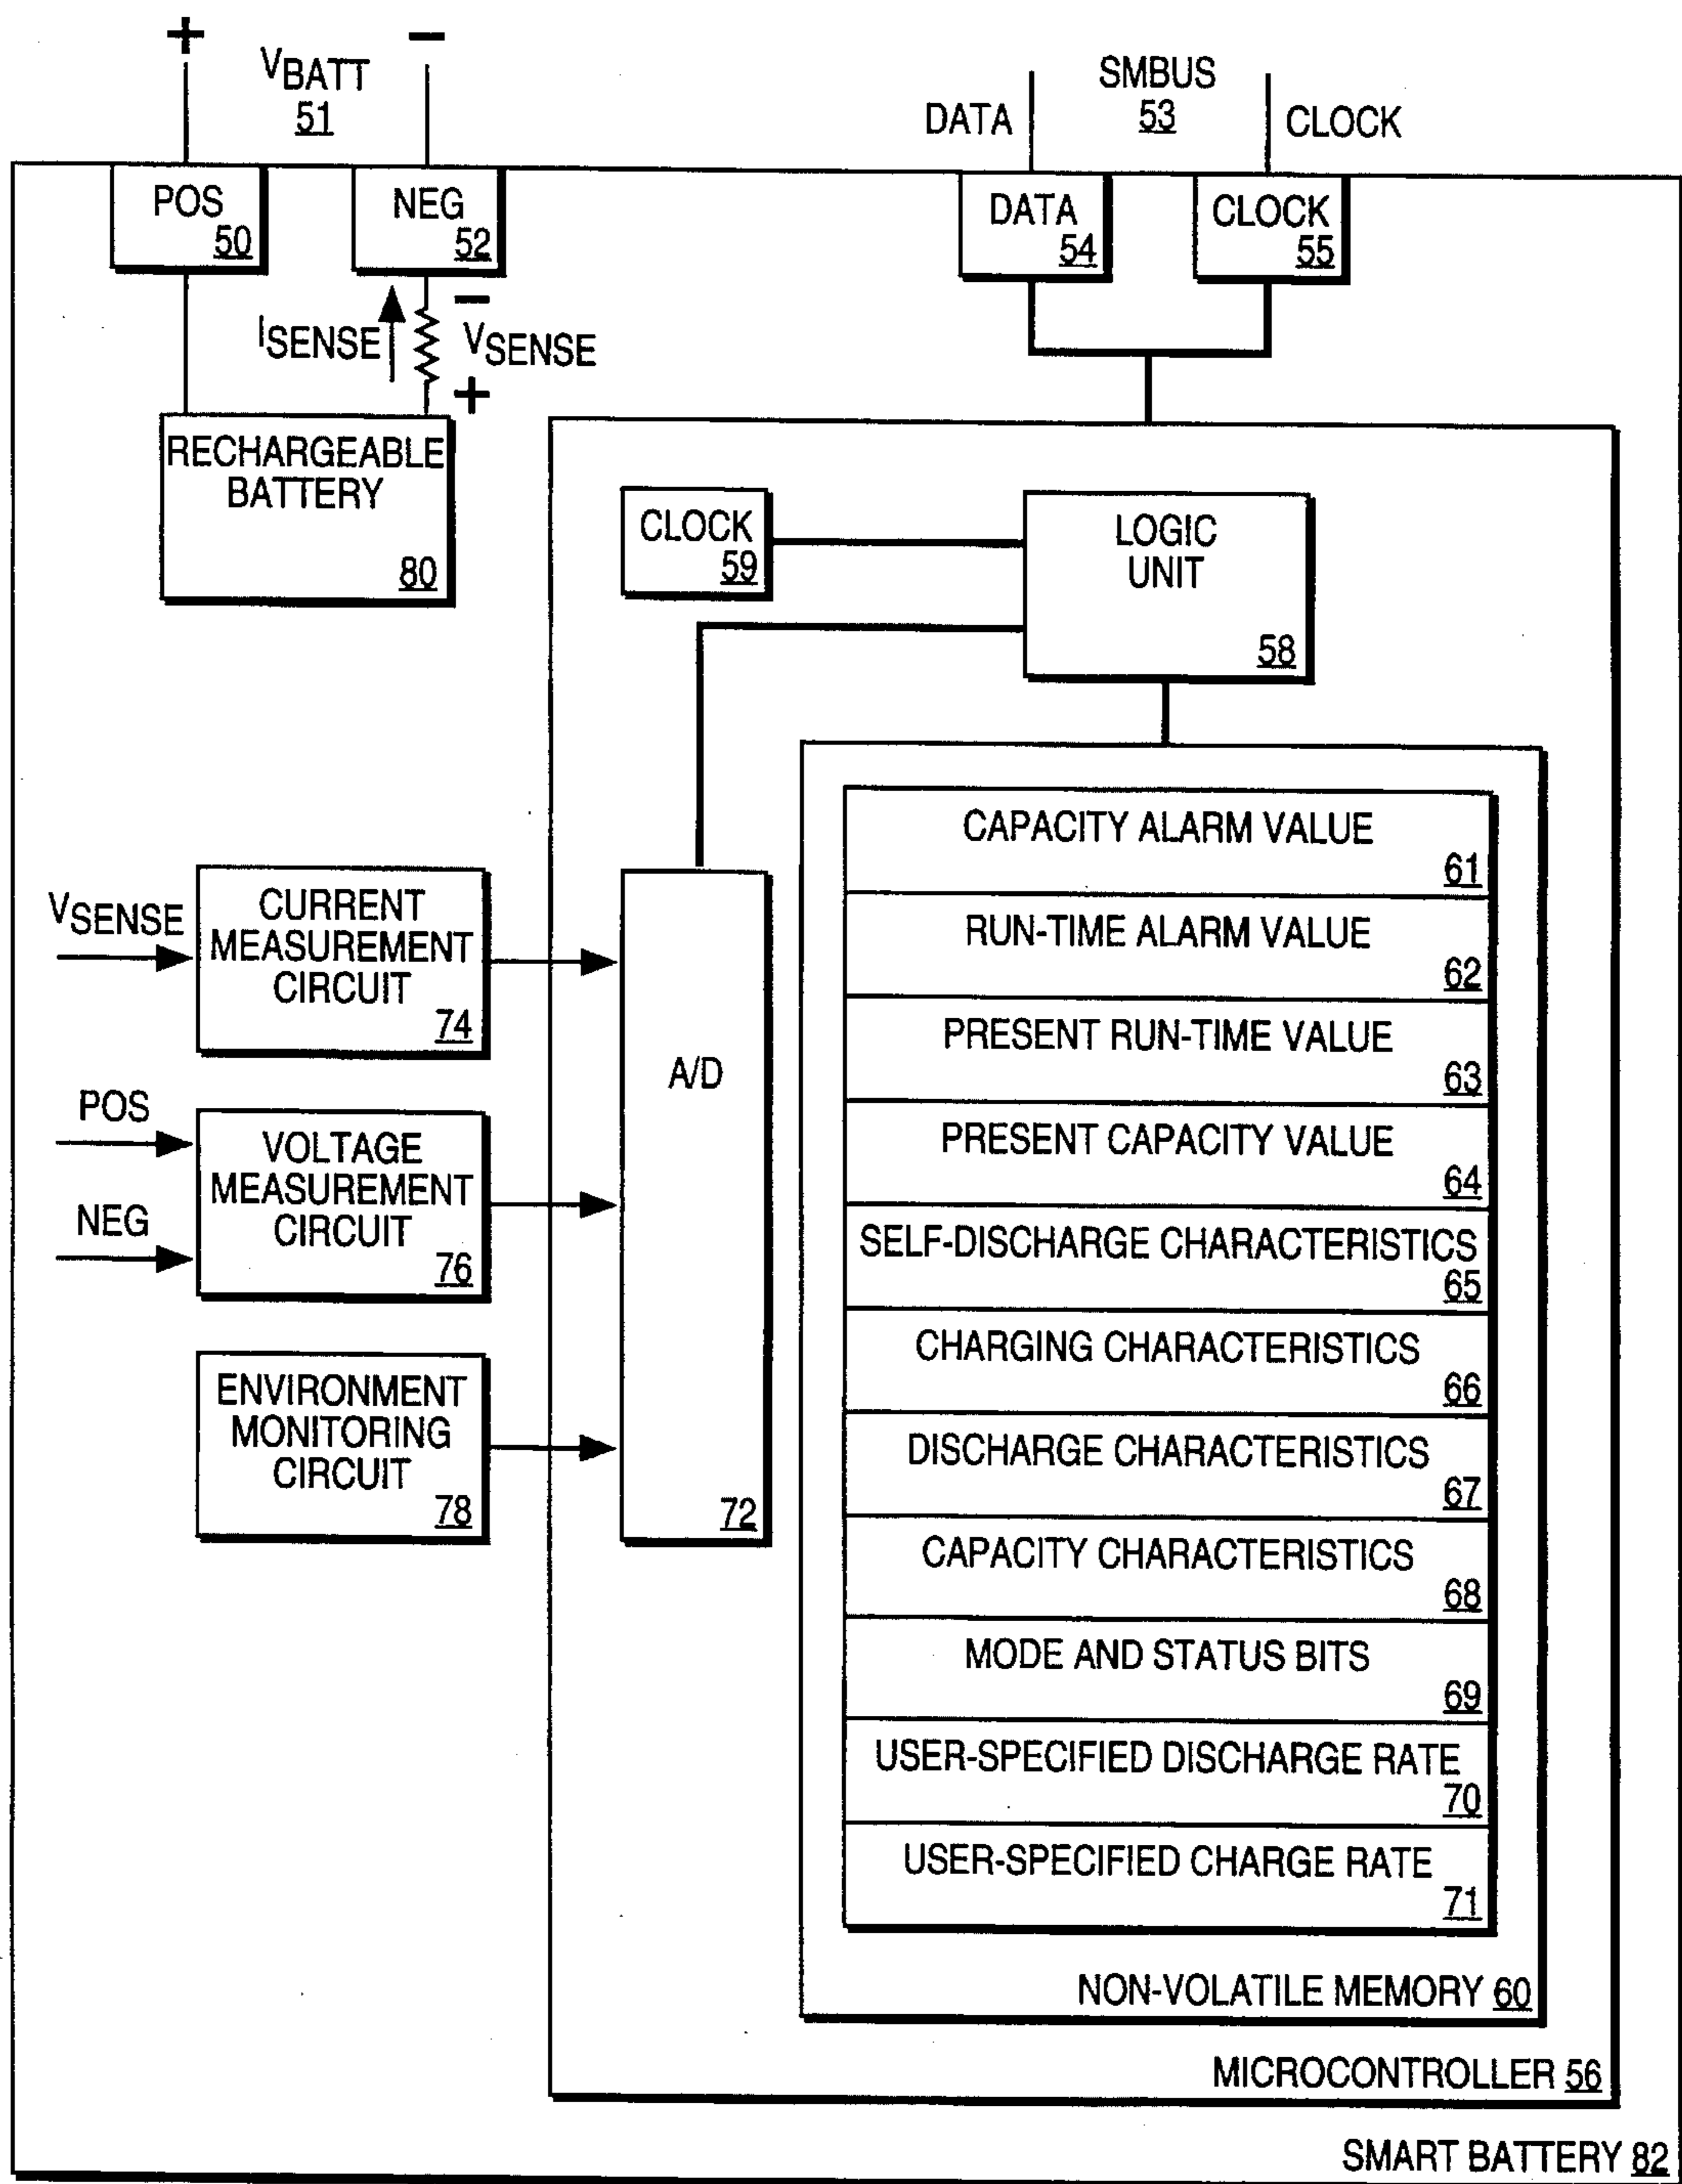 + −
VBATT
51
SMBUS
53
DATA
CLOCK
POS
50
NEG
52
DATA
54
CLOCK
55
ISENSE
−
VSENSE
+
RECHARGEABLE
BATTERY
80
CLOCK
59
LOGIC
UNIT
58
CAPACITY ALARM VALUE
61
RUN-TIME ALARM VALUE
62
PRESENT RUN-TIME VALUE
63
PRESENT CAPACITY VALUE
64
SELF-DISCHARGE CHARACTERISTICS
65
CHARGING CHARACTERISTICS
66
DISCHARGE CHARACTERISTICS
67
CAPACITY CHARACTERISTICS
68
MODE AND STATUS BITS
69
USER-SPECIFIED DISCHARGE RATE
70
USER-SPECIFIED CHARGE RATE
71
NON-VOLATILE MEMORY 60
VSENSE
CURRENT
MEASUREMENT
CIRCUIT
74
POS
NEG
VOLTAGE
MEASUREMENT
CIRCUIT
76
ENVIRONMENT
MONITORING
CIRCUIT
78
A/D
72
MICROCONTROLLER 56
SMART BATTERY 82